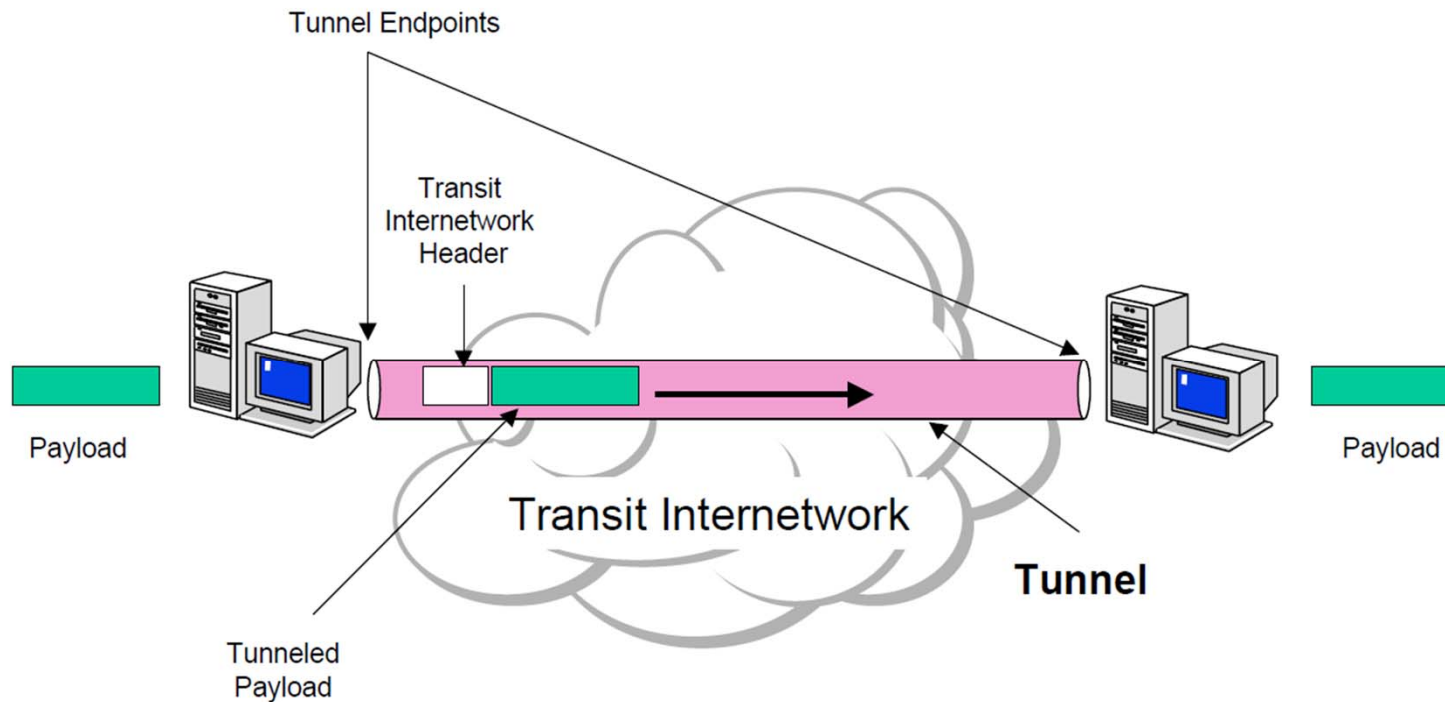 Tunnel Endpoints
Transit
Internetwork
Header
Payload
Payload
Transit Internetwork
Tunnel
Tunneled
Payload